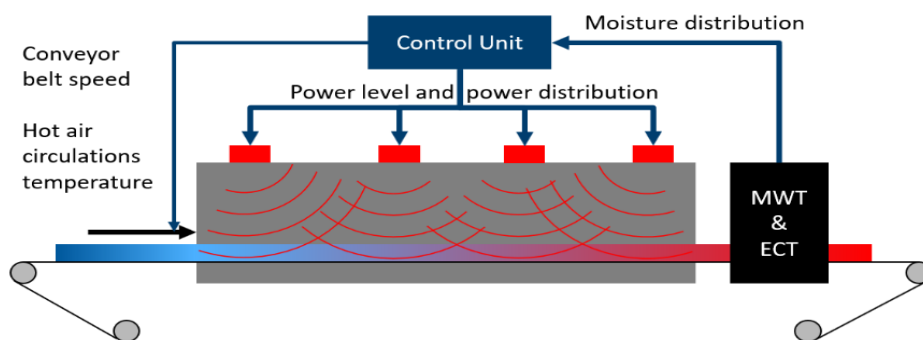 Control Unit
Moisture distribution
Conveyor
belt speed
Power level and power distribution
Hot air
circulations
temperature
MWT
&
ECT